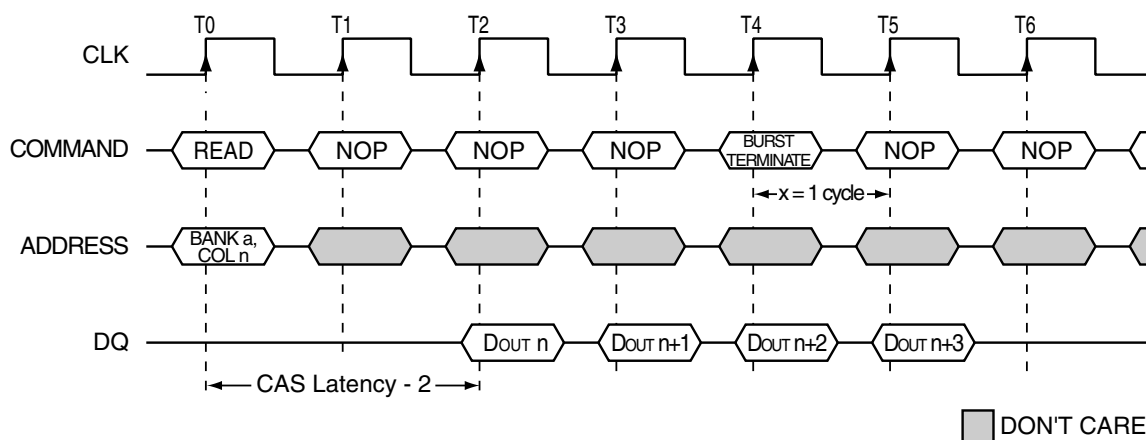 T0 T1 T2 T3 T4 T5 T6
CLK
COMMAND READ NOP NOP NOP BURST TERMINATE NOP NOP
x = 1 cycle
ADDRESS BANK a, COL n
DQ DOUT n DOUT n+1 DOUT n+2 DOUT n+3
CAS Latency - 2
DON'T CARE